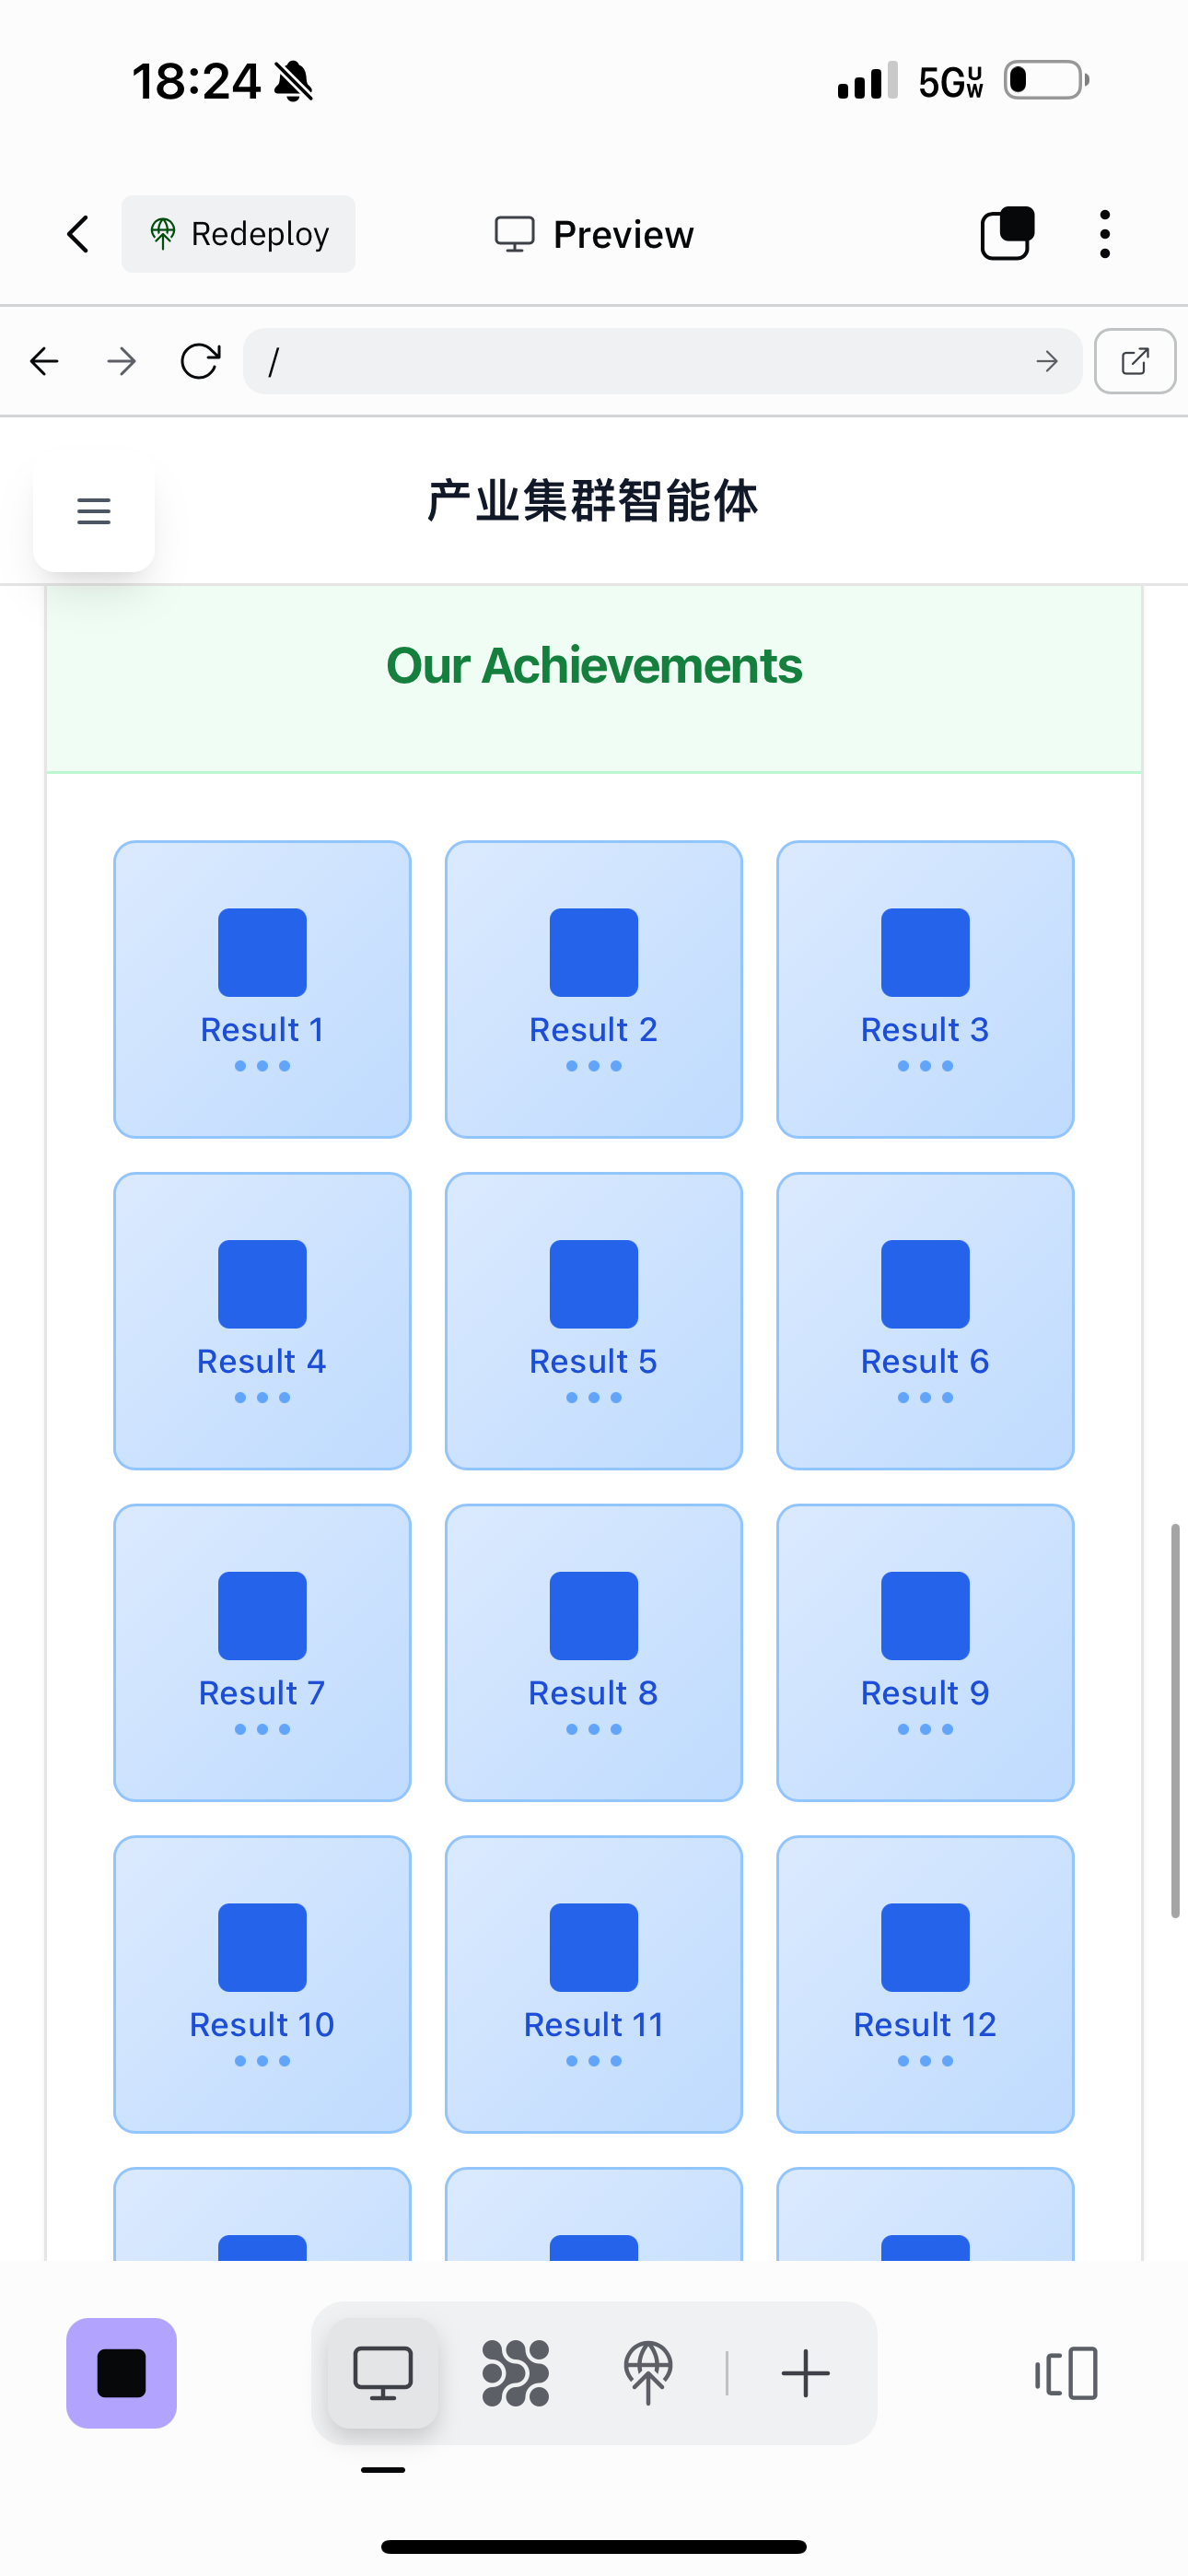 18:24
5G UW
Redeploy
Preview
/
产业集群智能体
Our Achievements
Result 1
Result 2
Result 3
Result 4
Result 5
Result 6
Result 7
Result 8
Result 9
Result 10
Result 11
Result 12